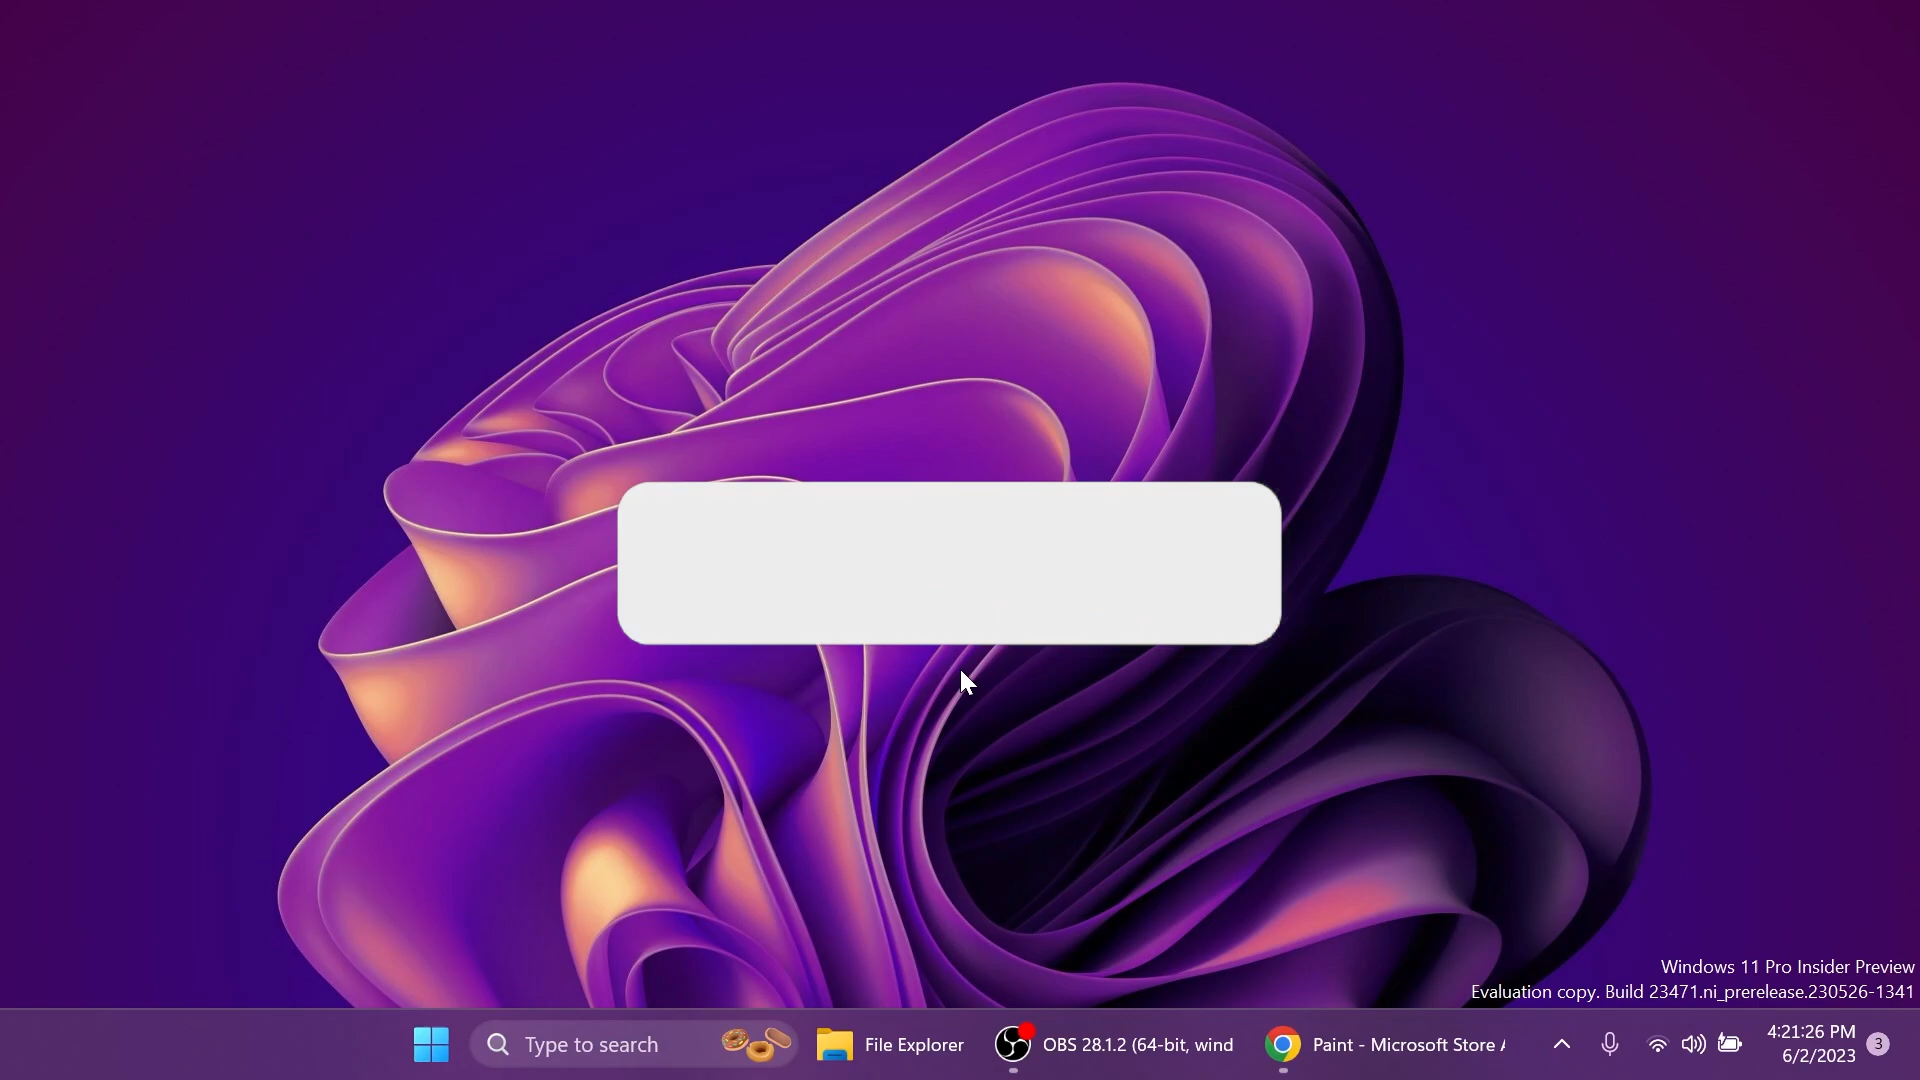 Windows 11 Pro Insider Preview
Evaluation copy. Build 23471.ni_prerelease.230526-1341
Type to search
File Explorer
OBS 28.1.2 (64-bit, wind
Paint - Microsoft Store
4:21:26 PM
6/2/2023
3